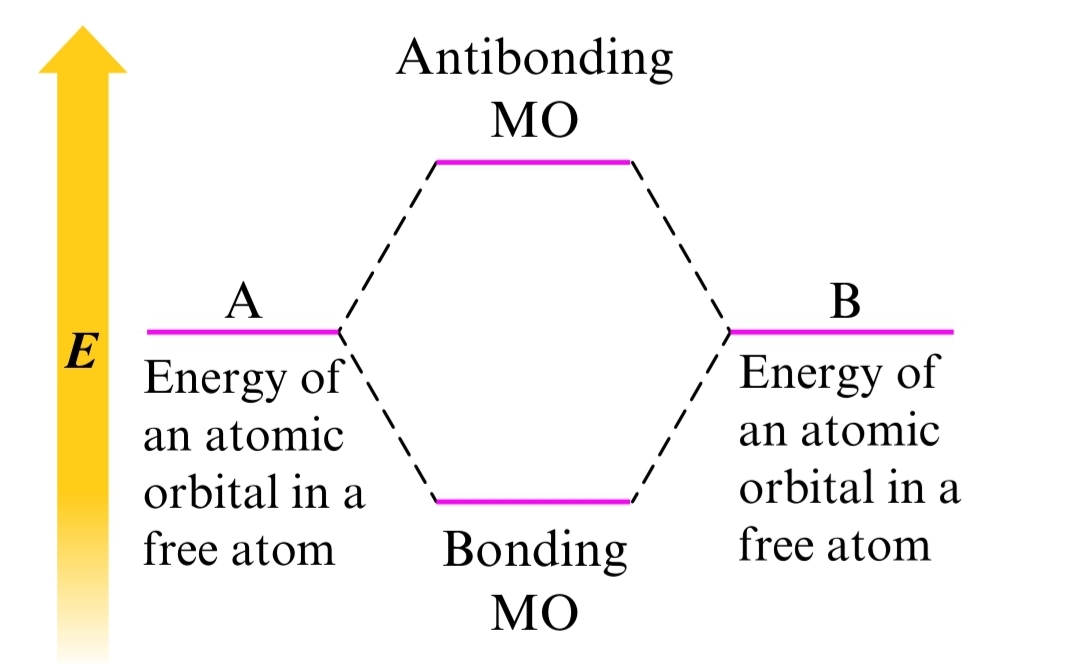 Antibonding
MO
A
B
E
Energy of
an atomic
orbital in a
free atom
Energy of
an atomic
orbital in a
free atom
Bonding
MO